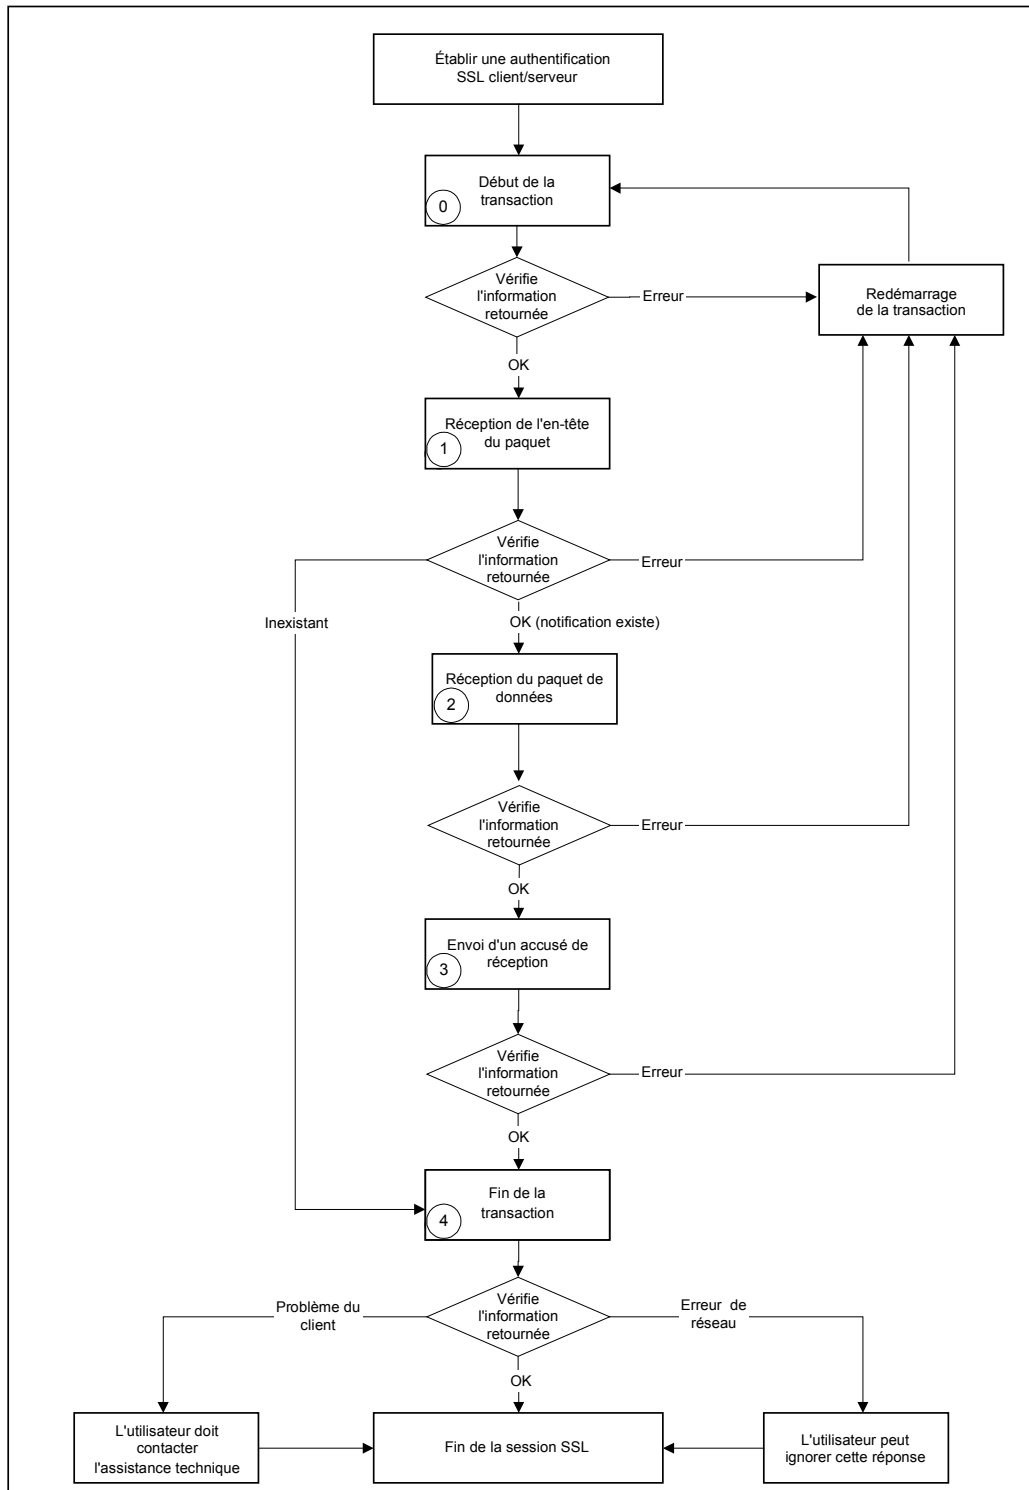 Établir une authentification
SSL client/serveur
Début de la
transaction
0
Vérifie
l'information
retournée
Erreur
Redémarrage
de la transaction
OK
Réception de l'en-tête
du paquet
1
Vérifie
l'information
retournée
Erreur
Inexistant
OK (notification existe)
Réception du paquet de
données
2
Vérifie
l'information
retournée
Erreur
OK
Envoi d'un accusé de
réception
3
Vérifie
l'information
retournée
Erreur
OK
Fin de la
transaction
4
Problème du
client
Vérifie
l'information
retournée
Erreur de
réseau
OK
L'utilisateur doit
contacter
l'assistance technique
Fin de la session SSL
L'utilisateur peut
ignorer cette réponse